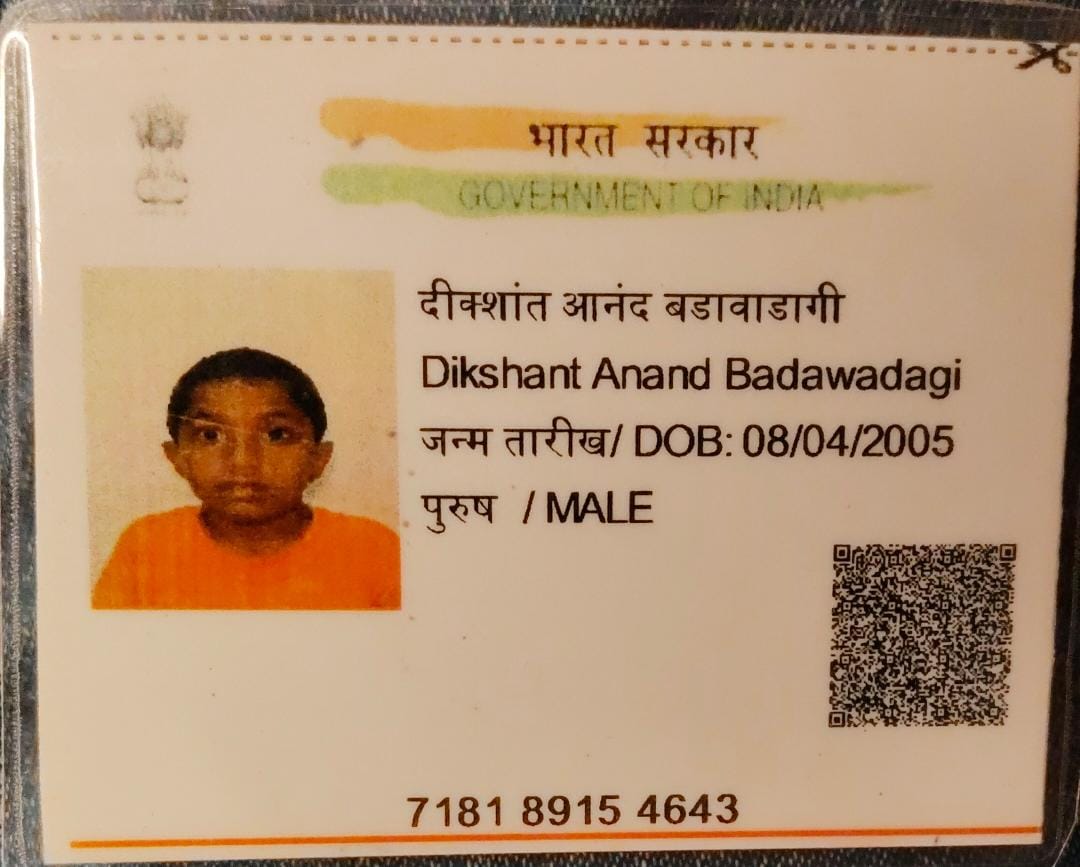 भारत सरकार
GOVERNMENT OF INDIA
दीक्शांत आनंद बडावाडागी
Dikshant Anand Badawadagi
जन्म तारीख/ DOB: 08/04/2005
पुरुष / MALE
7181 8915 4643